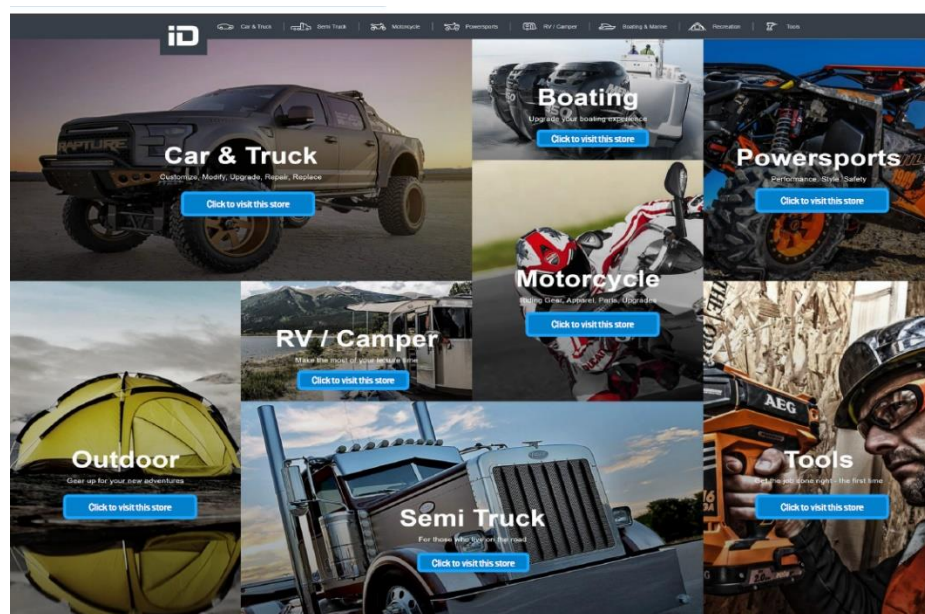 iD
Car & Truck
Semi Truck
Motorcycle
Powersports
RV / Camper
Boating & Marine
Recreation
Tools
Car & Truck
Customize, Modify, Upgrade, Repair, Replace
Click to visit this store
RAPTURE
Boating
Upgrade your boating experience
Click to visit this store
Powersports
Performance, Style, Safety
Click to visit this store
Motorcycle
Riding Gear, Apparel, Parts, Upgrades
Click to visit this store
DUCATI
RV / Camper
Make the most of your leisure time
Click to visit this store
Outdoor
Gear up for your new adventures
Click to visit this store
Semi Truck
For those who live on the road
Click to visit this store
AEG
Tools
Get the job done right - the first time
Click to visit this store
AEG